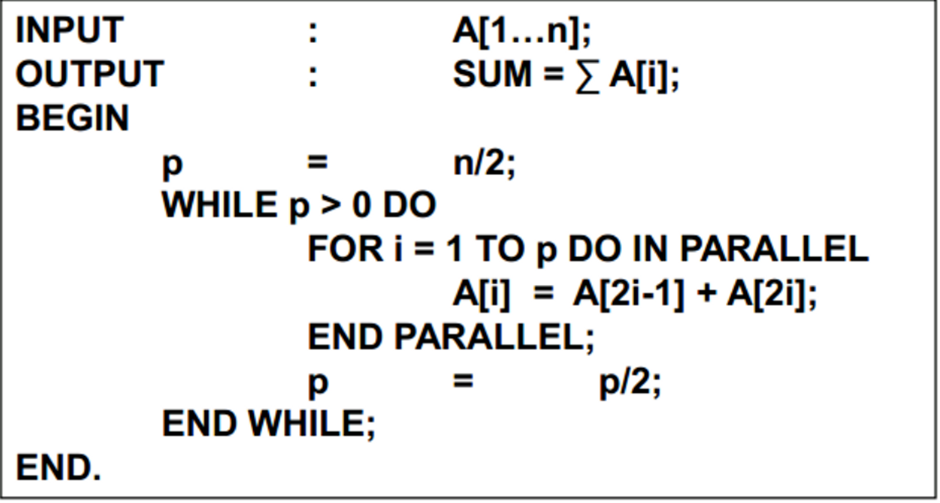 INPUT : A[1…n];
OUTPUT : SUM = ∑ A[i];
BEGIN
p = n/2;
WHILE p > 0 DO
FOR i = 1 TO p DO IN PARALLEL
A[i] = A[2i-1] + A[2i];
END PARALLEL;
p = p/2;
END WHILE;
END.